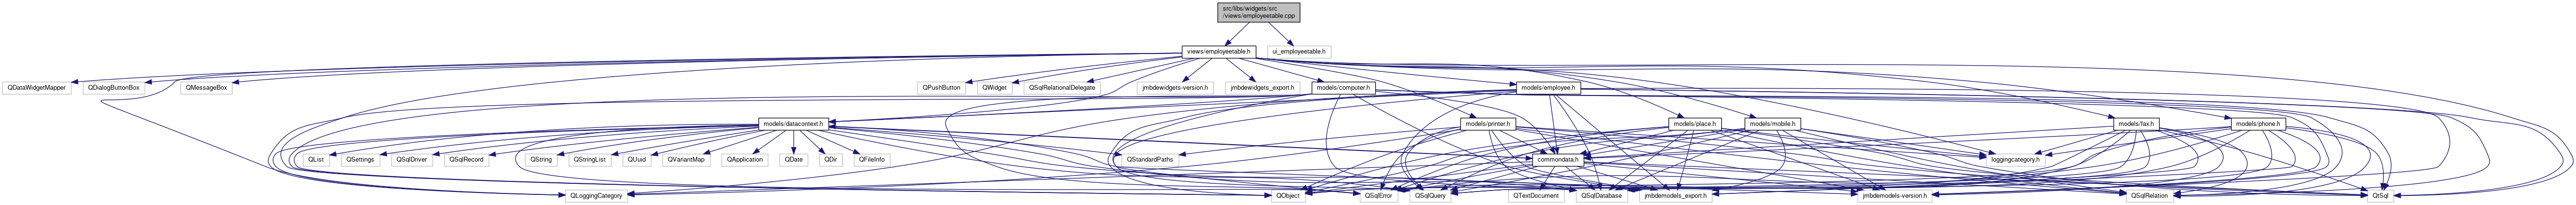 src/libs/widgets/src
/views/employeetable.cpp
views/employeetable.h
ui_employeetable.h
QDataWidgetMapper
QDialogButtonBox
QMessageBox
QPushButton
QWidget
QSqlRelationalDelegate
jmbdewidgets-version.h
jmbdewidgets_export.h
models/computer.h
models/employee.h
models/datacontext.h
models/printer.h
models/place.h
models/mobile.h
models/fax.h
models/phone.h
QList
QSettings
QSqlDriver
QSqlRecord
QString
QStringList
QUuid
QVariantMap
QApplication
QDate
QDir
QFileInfo
QStandardPaths
commondata.h
loggingcategory.h
QLoggingCategory
QObject
QSqlError
QSqlQuery
QTextDocument
QSqlDatabase
jmbdemodels_export.h
jmbdemodels-version.h
QSqlRelation
QtSql